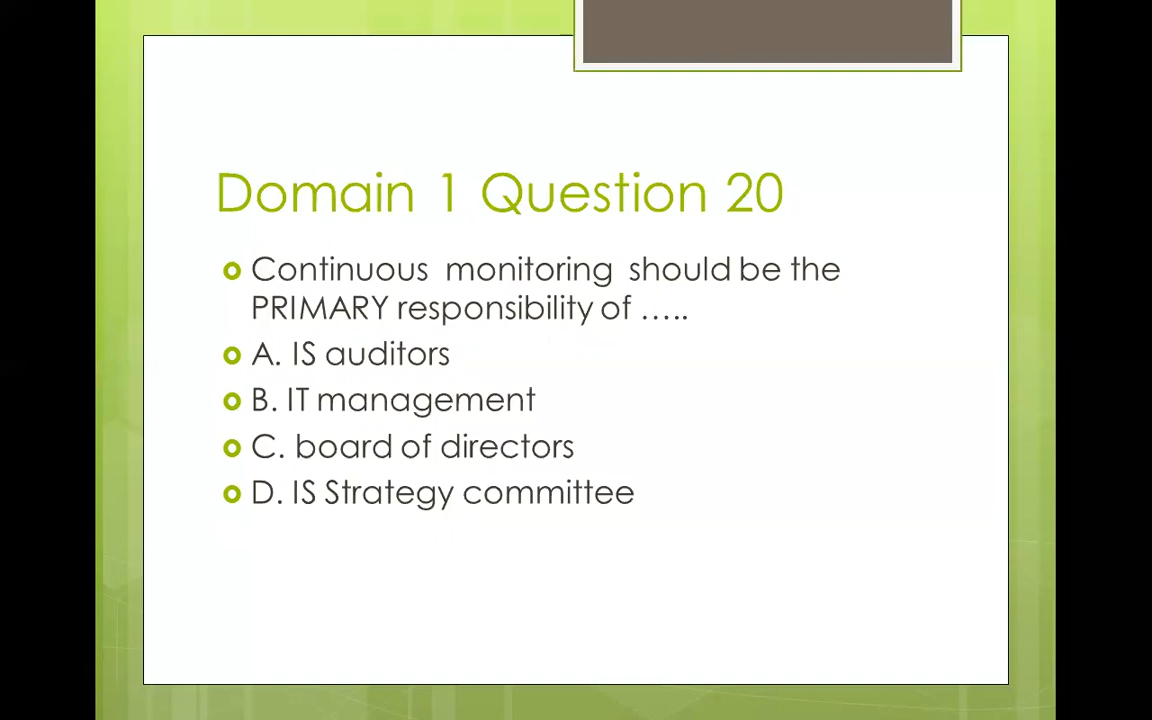 Domain 1 Question 20
Continuous monitoring should be the
PRIMARY responsibility of …..
A. IS auditors
B. IT management
C. board of directors
D. IS Strategy committee